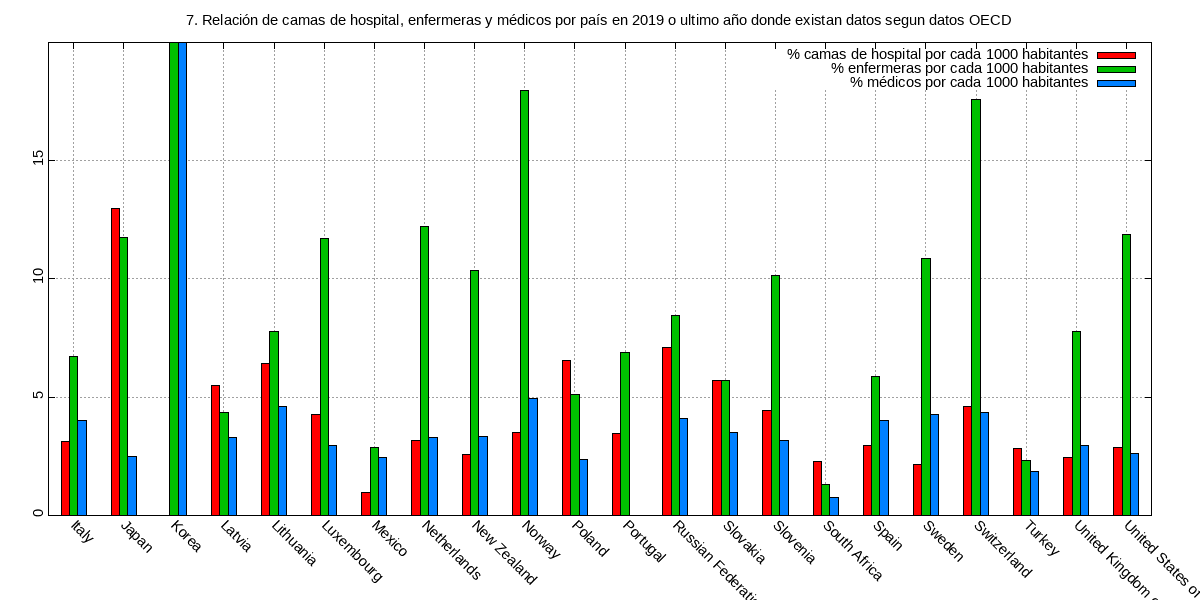 7. Relación de camas de hospital, enfermeras y médicos por país en 2019 o ultimo año donde existan datos segun datos OECD
% camas de hospital por cada 1000 habitantes
% enfermeras por cada 1000 habitantes
% médicos por cada 1000 habitantes
15
10
5
0
Italy
Japan
Korea
Latvia
Lithuania
Luxembourg
Mexico
Netherlands
New Zealand
Norway
Poland
Portugal
Russian Federati
Slovakia
Slovenia
South Africa
Spain
Sweden
Switzerland
Turkey
United Kingdom
United States of